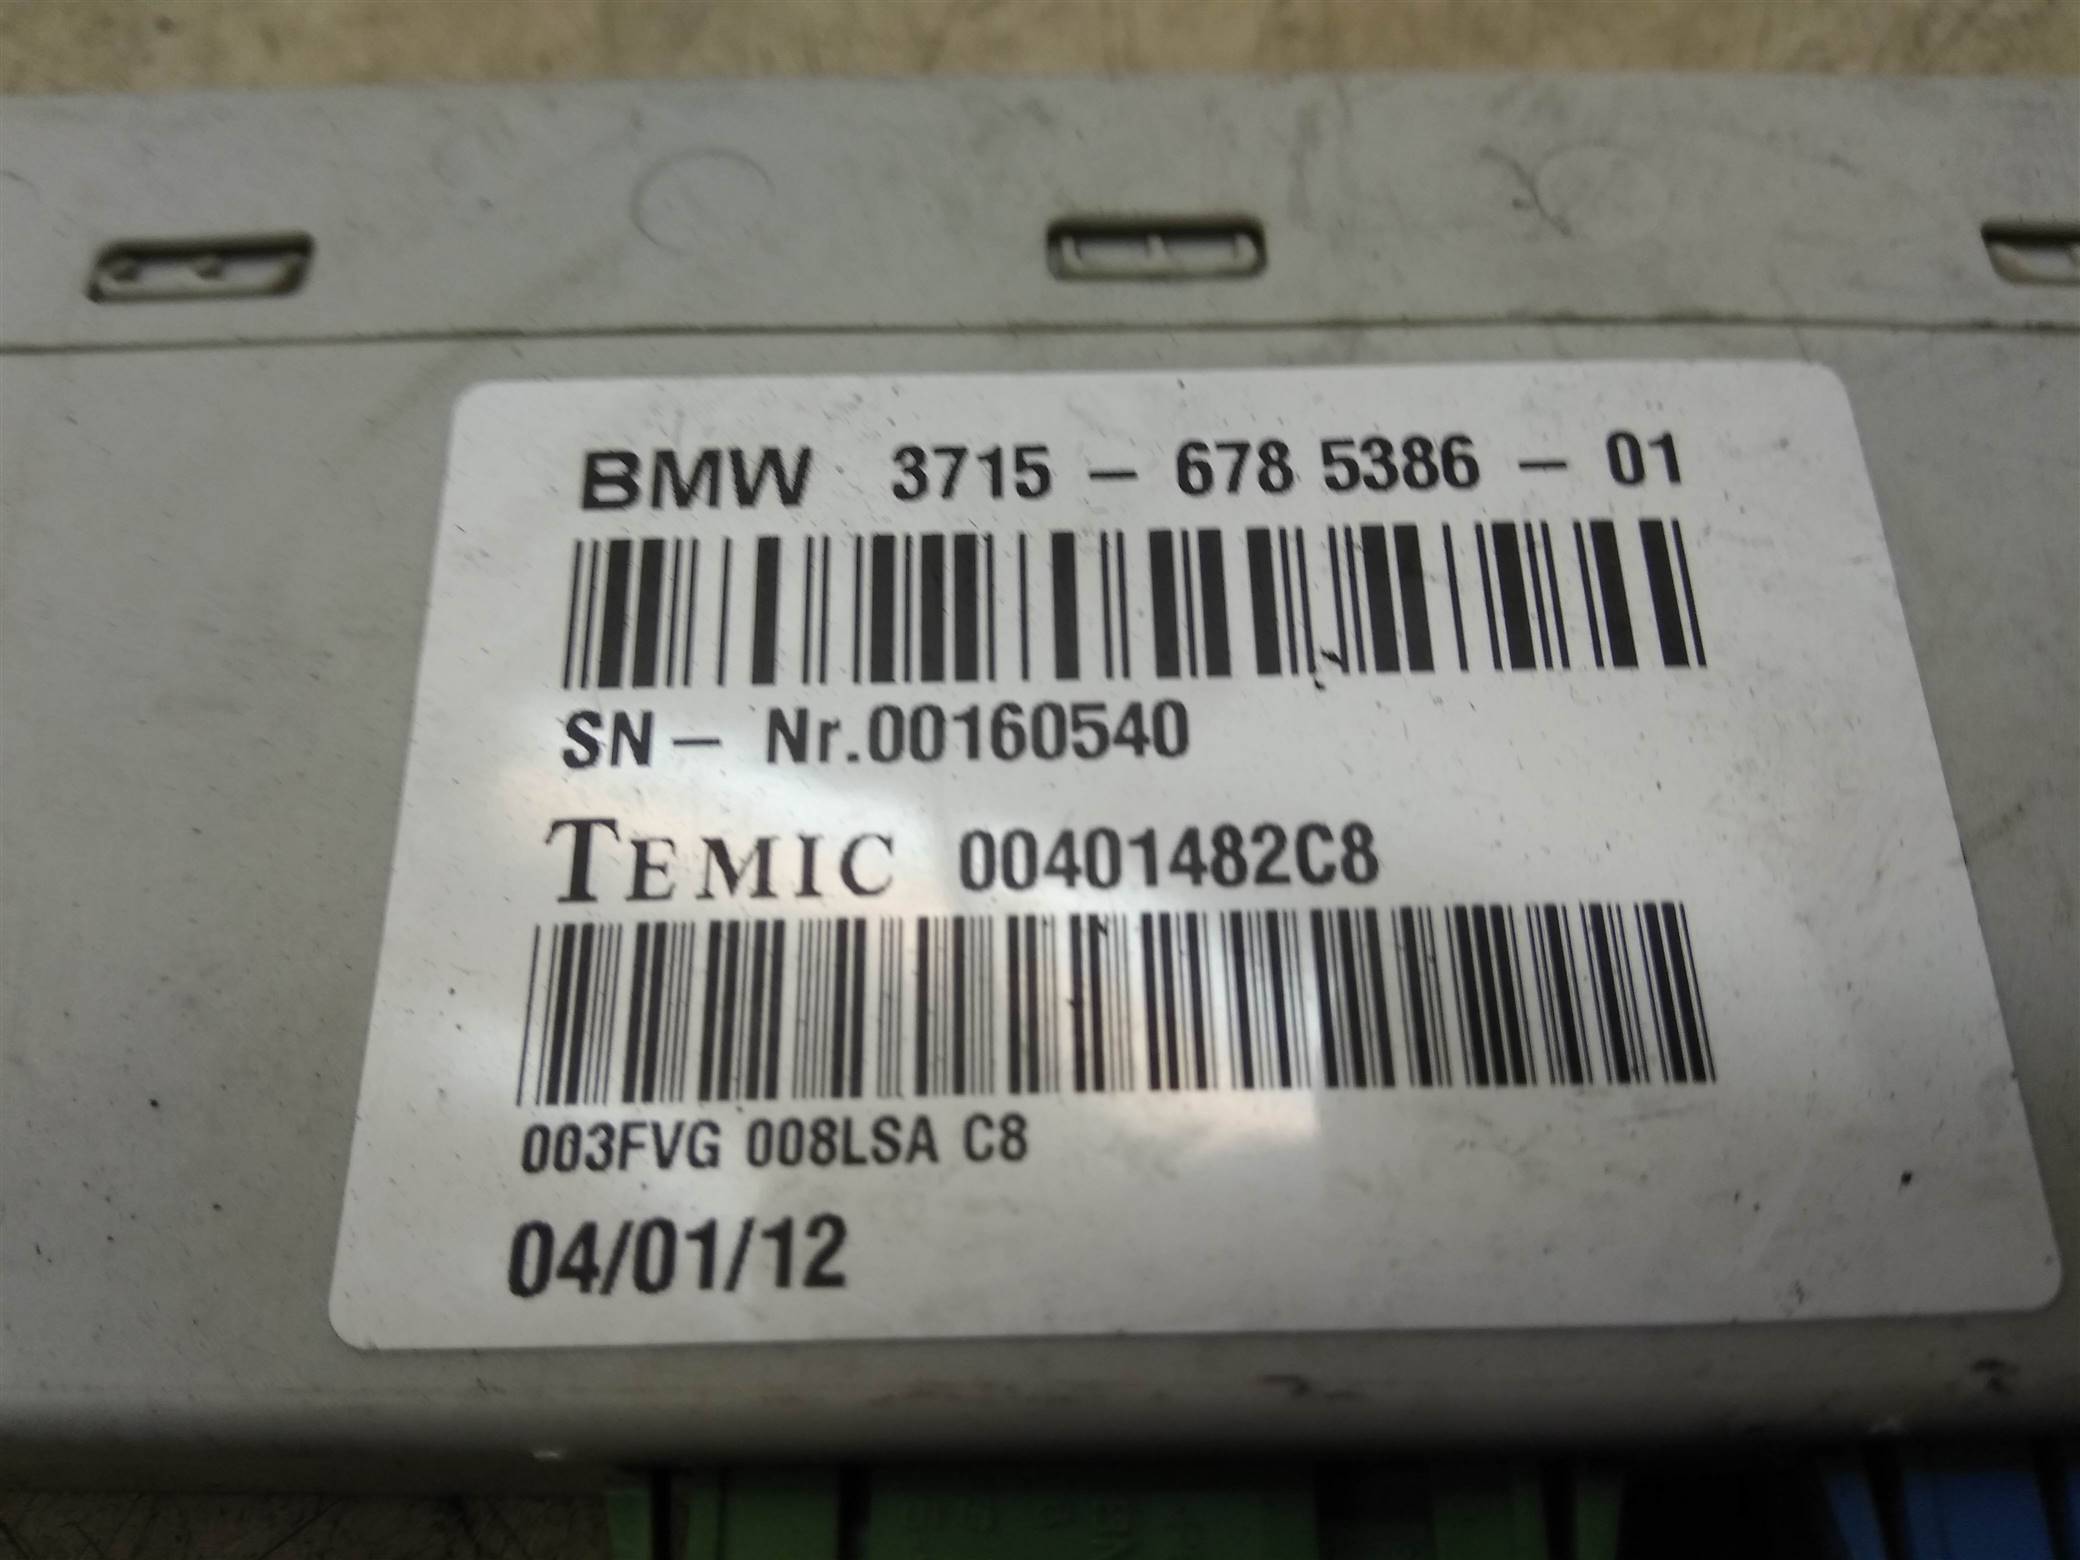 BMW 3715 - 678 5386 - 01
SN - Nr.00160540
TEMIC 00401482C8
003FVG 008LSA C8
04/01/12